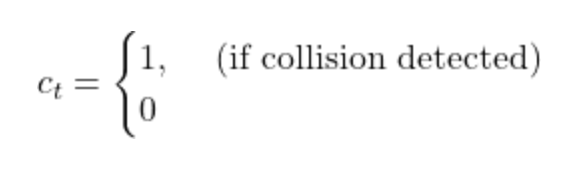 c_t = { 1, (if collision detected)
0